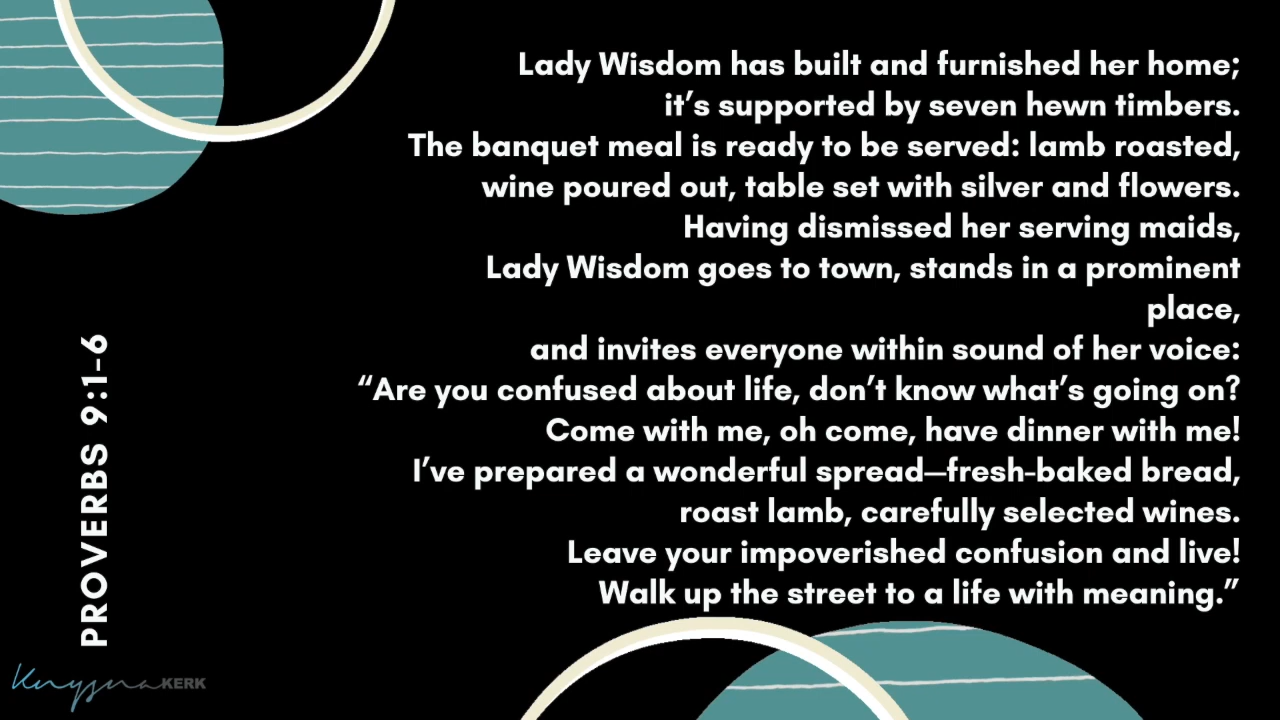 Lady Wisdom has built and furnished her home;
it’s supported by seven hewn timbers.
The banquet meal is ready to be served: lamb roasted,
wine poured out, table set with silver and flowers.
Having dismissed her serving maids,
Lady Wisdom goes to town, stands in a prominent
place,
and invites everyone within sound of her voice:
“Are you confused about life, don’t know what’s going on?
Come with me, oh come, have dinner with me!
I’ve prepared a wonderful spread—fresh-baked bread,
roast lamb, carefully selected wines.
Leave your impoverished confusion and live!
Walk up the street to a life with meaning.”
PROVERBS 9:1-6
Knysna KERK